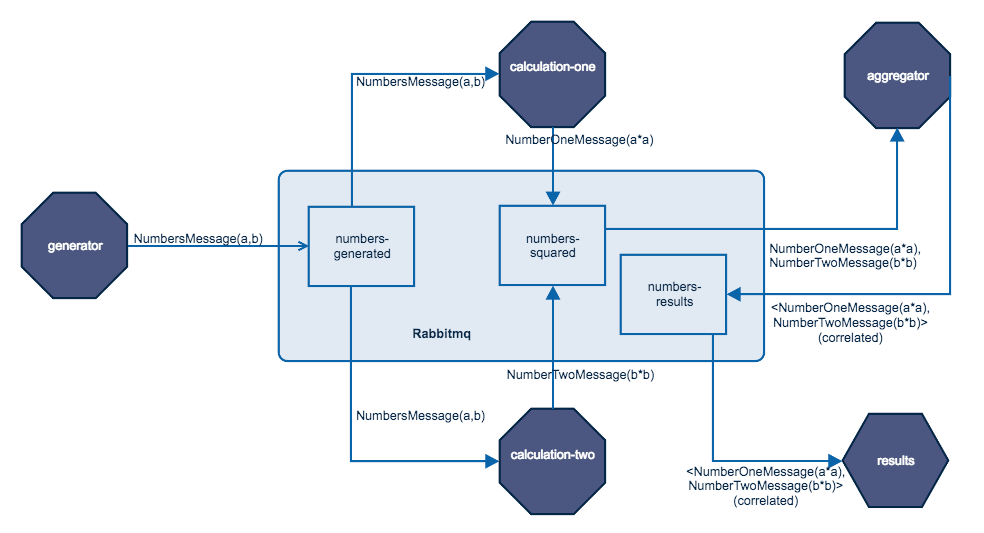 calculation-one
aggregator
NumbersMessage(a,b)
NumberOneMessage(a*a)
generator
NumbersMessage(a,b)
numbers-
generated
numbers-
squared
NumberOneMessage(a*a),
NumberTwoMessage(b*b)
numbers-
results
<NumberOneMessage(a*a),
NumberTwoMessage(b*b)>
(correlated)
Rabbitmq
NumberTwoMessage(b*b)
NumbersMessage(a,b)
calculation-two
results
<NumberOneMessage(a*a),
NumberTwoMessage(b*b)>
(correlated)